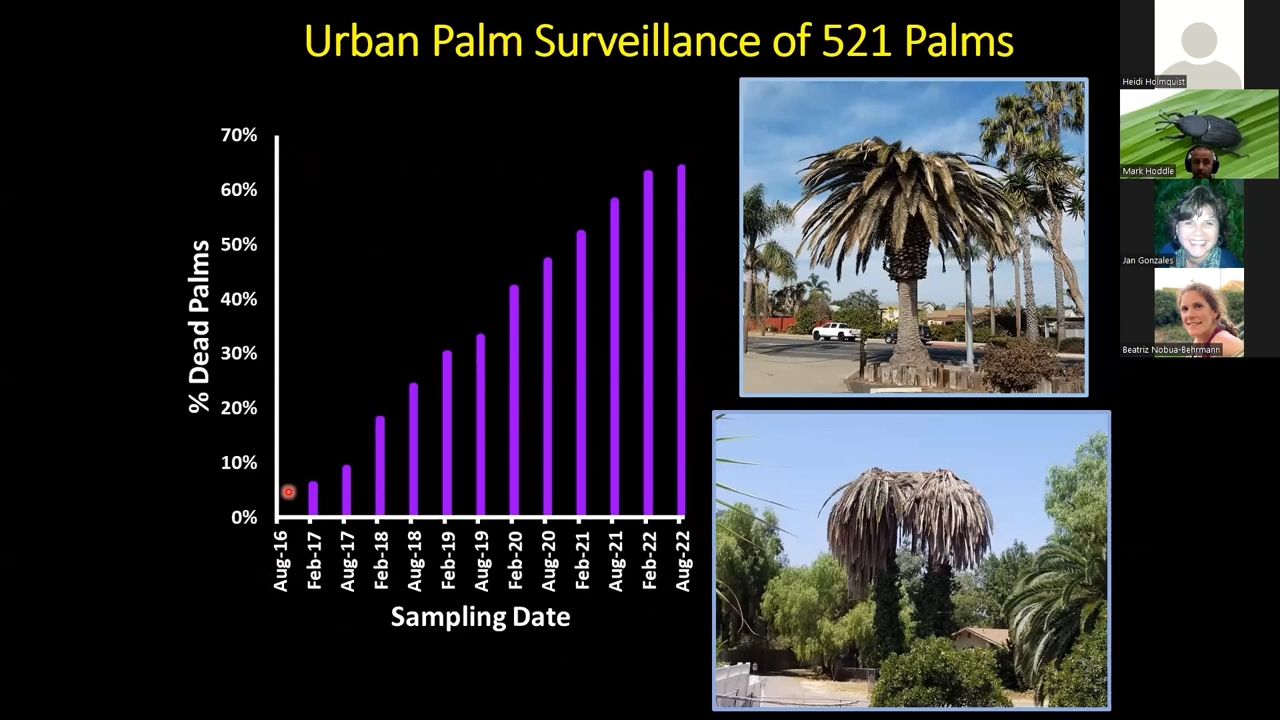 Urban Palm Surveillance of 521 Palms
70%
60%
50%
40%
30%
20%
10%
0%
% Dead Palms
Aug-16
Feb-17
Aug-17
Feb-18
Aug-18
Feb-19
Aug-19
Feb-20
Aug-20
Feb-21
Aug-21
Feb-22
Aug-22
Sampling Date
Heidi Holmquist
Mark Hoddle
Jan Gonzales
Beatriz Nobua-Behrmann